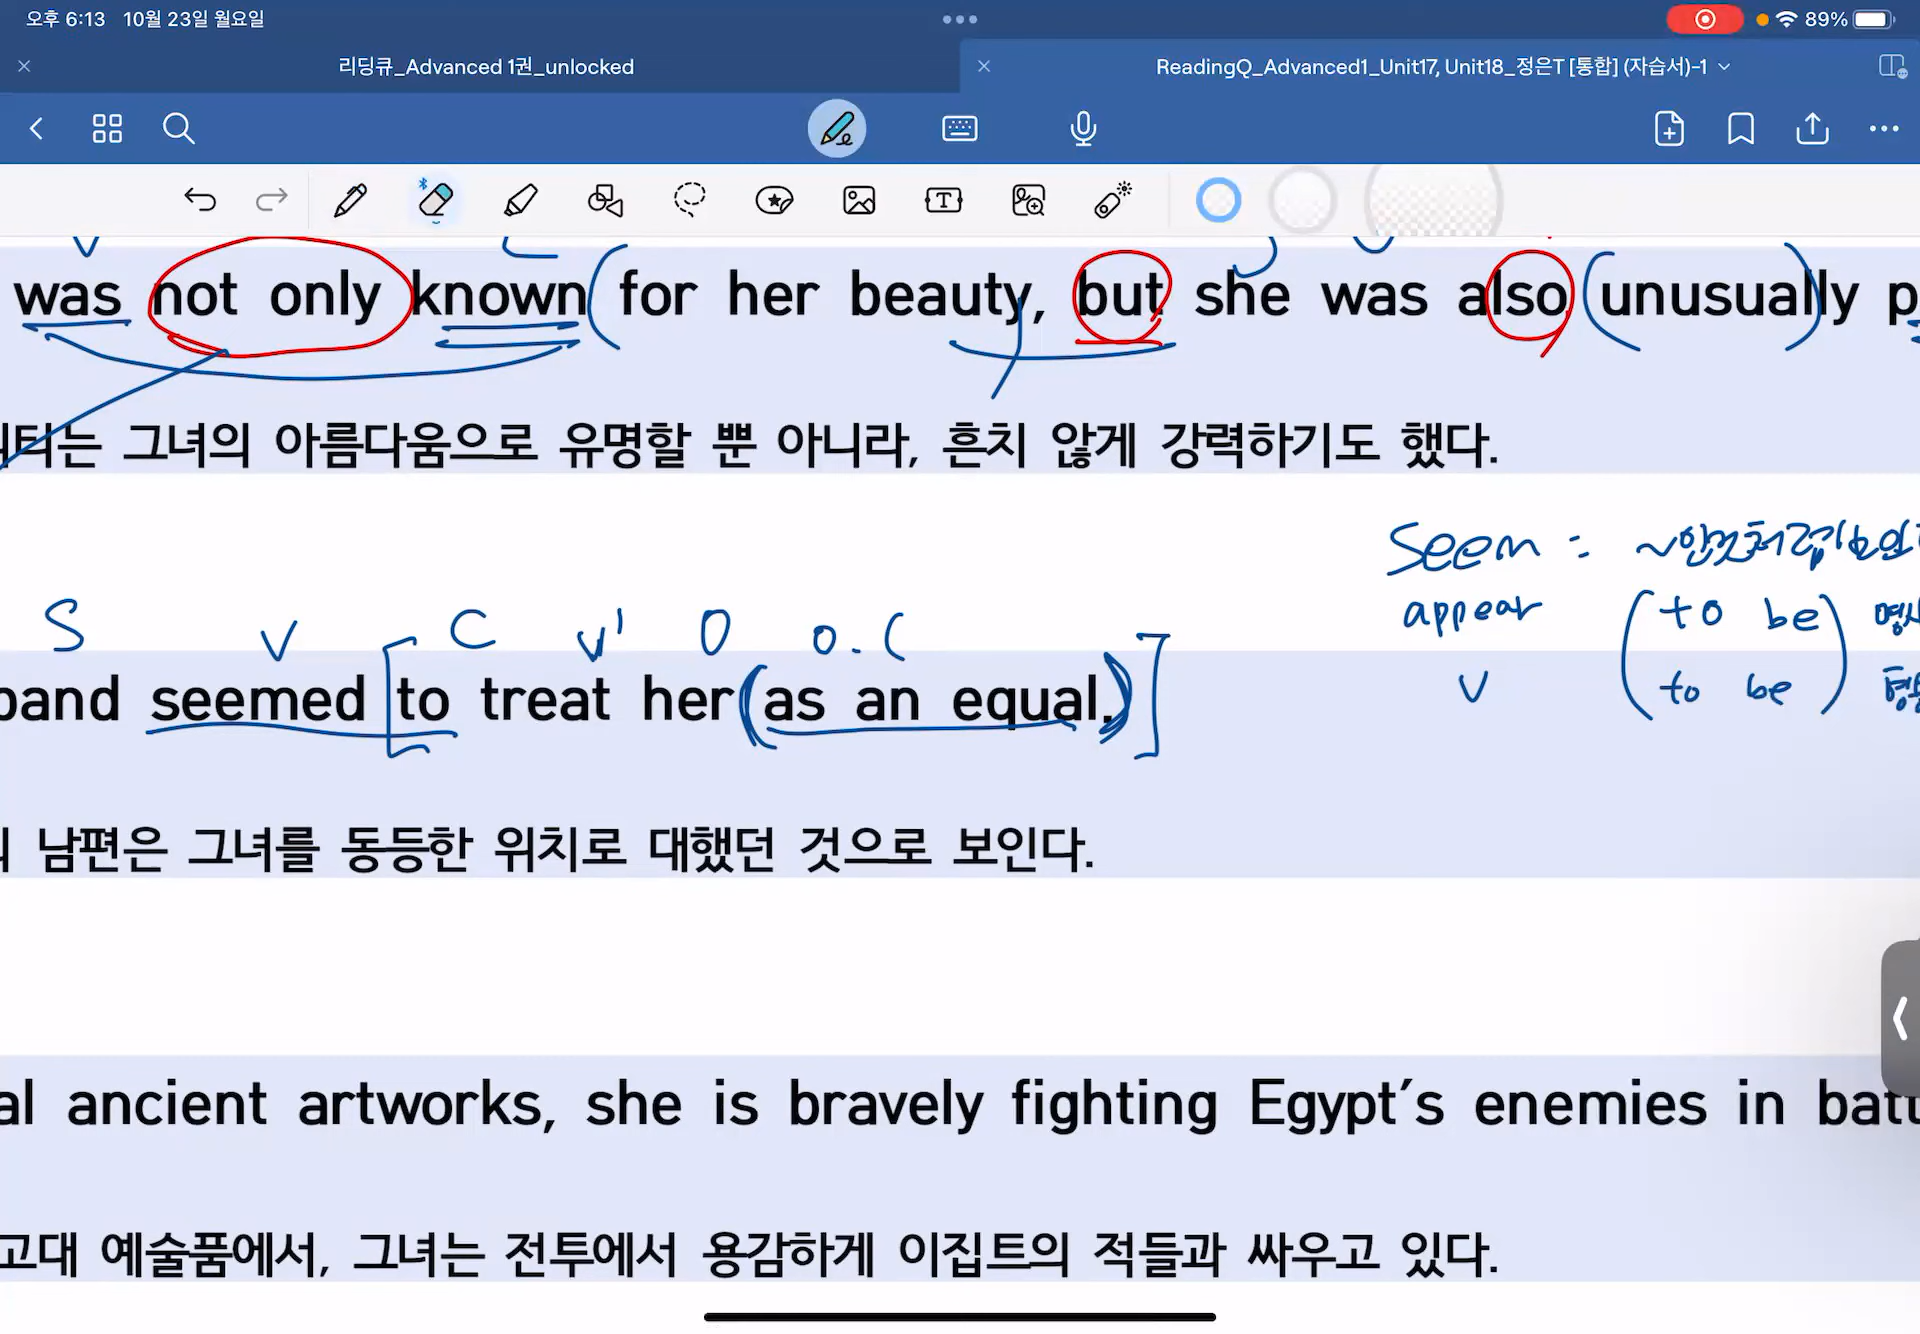 오후 6:13 10월 23일 월요일
89%
리딩큐_Advanced 1권_unlocked
ReadingQ_Advanced1_Unit17, Unit18_정은T [통합] (자습서)-1
was not only known (for her beauty, but she was also (unusual)ly p
티는 그녀의 아름다움으로 유명할 뿐 아니라, 흔치 않게 강력하기도 했다.
Seem =
appear (to be)
V (to be)
S V C V' O O.C
band seemed [to treat her (as an equal.)]
남편은 그녀를 동등한 위치로 대했던 것으로 보인다.
al ancient artworks, she is bravely fighting Egypt's enemies in batt
고대 예술품에서, 그녀는 전투에서 용감하게 이집트의 적들과 싸우고 있다.